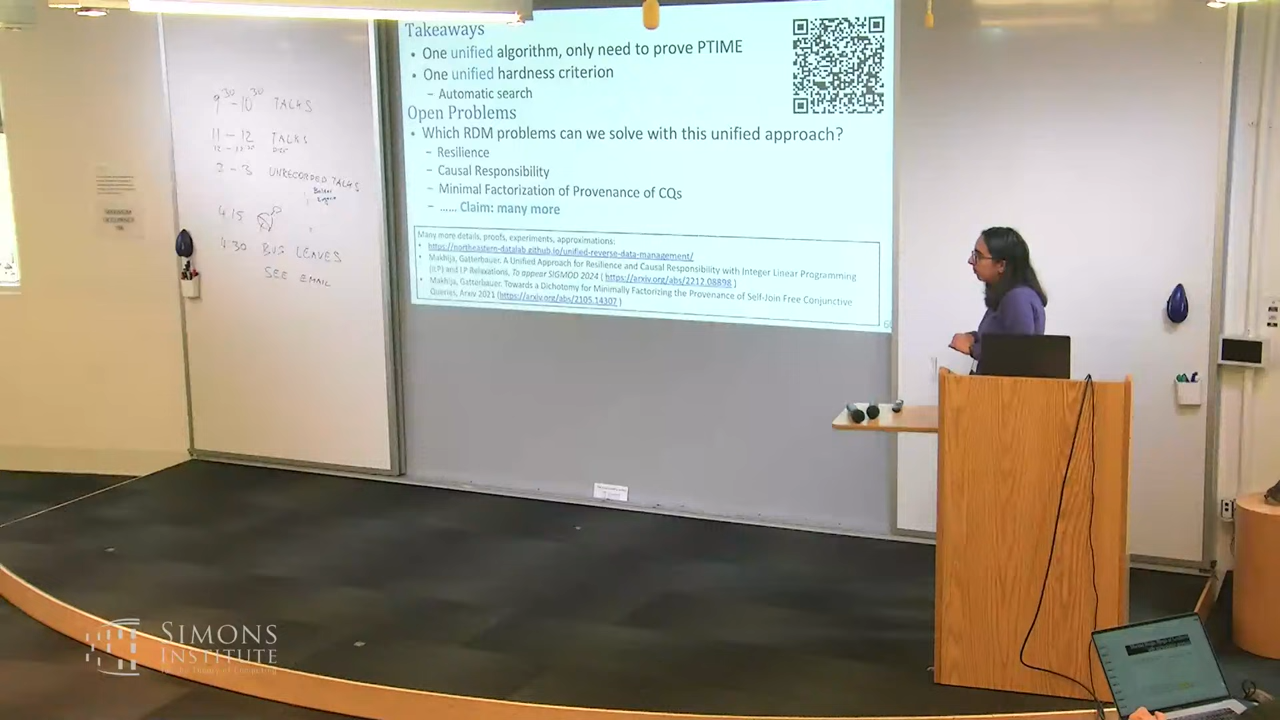 Takeaways
• One unified algorithm, only need to prove PTIME
• One unified hardness criterion
– Automatic search
Open Problems
• Which RDM problems can we solve with this unified approach?
– Resilience
– Causal Responsibility
– Minimal Factorization of Provenance of CQs
– ...... Claim: many more
Many more details, proofs, experiments, approximations:
• https://northeastern-datalab.github.io/unified-reverse-data-management/
• Makhija, Gatterbauer. A Unified Approach for Resilience and Causal Responsibility with Integer Linear Programming
(ILP) and LP Relaxations, To appear SIGMOD 2024 ( https://arxiv.org/abs/2212.08898 )
• Makhija, Gatterbauer. Towards a Dichotomy for Minimally Factorizing the Provenance of Self-Join Free Conjunctive
Queries, Arxiv 2021 (https://arxiv.org/abs/2105.14307 )
9 30 - 10 30 TALKS
11 – 12 TALKS
2 – 3 UNRECORDED TALKS
4 15
4 30 BUS LEAVES
SEE EMAIL
SIMONS
INSTITUTE